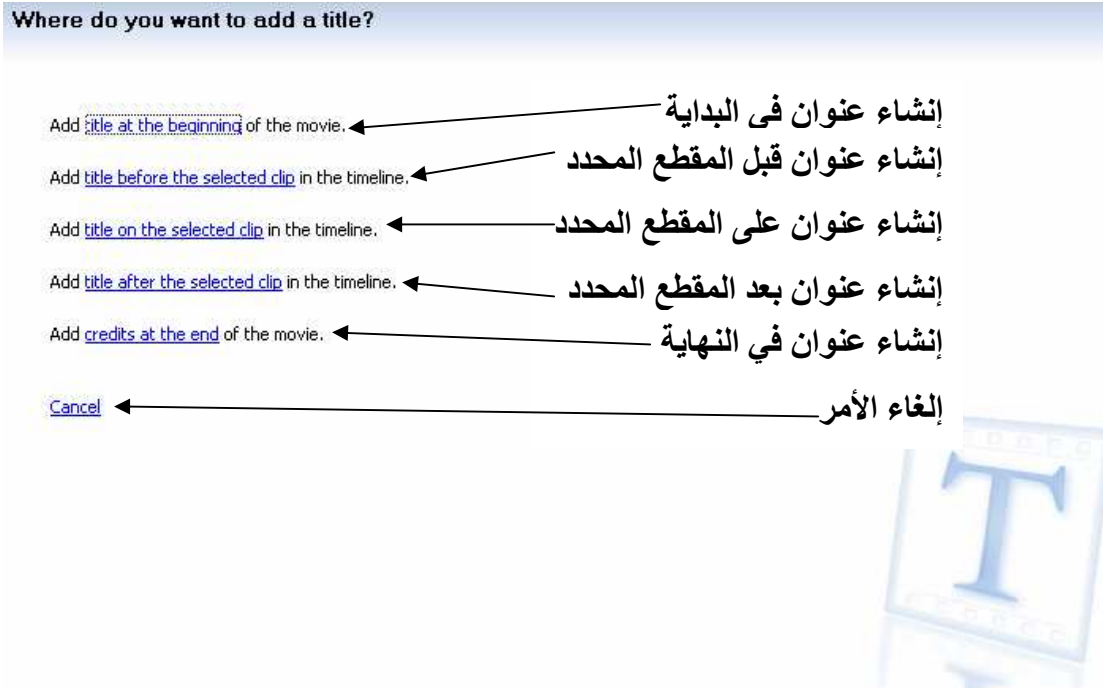 Where do you want to add a title?
Add title at the beginning of the movie.
إنشاء عنوان فى البداية
Add title before the selected clip in the timeline.
إنشاء عنوان قبل المقطع المحدد
Add title on the selected clip in the timeline.
إنشاء عنوان على المقطع المحدد
Add title after the selected clip in the timeline.
إنشاء عنوان بعد المقطع المحدد
Add credits at the end of the movie.
إنشاء عنوان في النهاية
Cancel
إلغاء الأمر
T